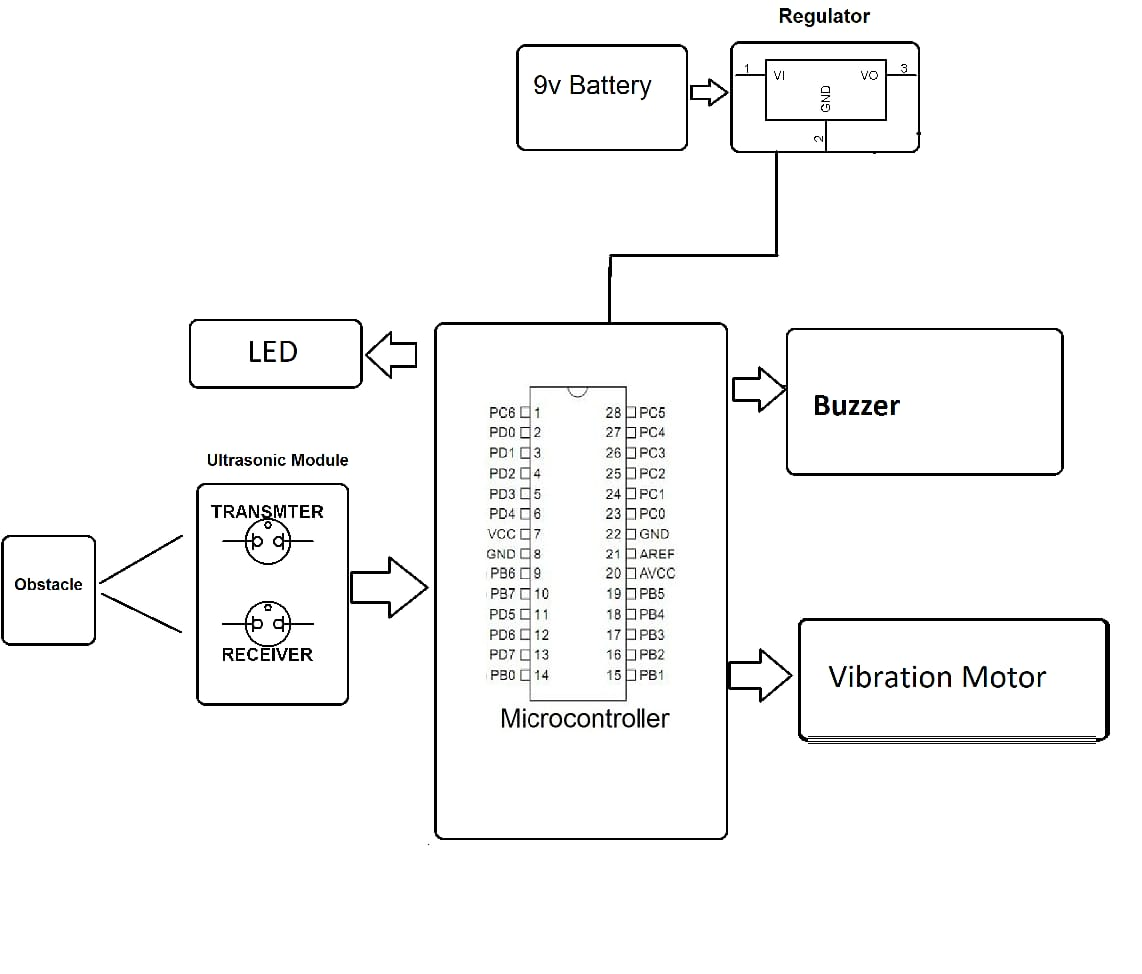 Regulator
9v Battery
1 VI VO 3
GND
2
LED
Buzzer
PC6 1 28 PC5
PD0 2 27 PC4
PD1 3 26 PC3
PD2 4 25 PC2
PD3 5 24 PC1
PD4 6 23 PC0
VCC 7 22 GND
GND 8 21 AREF
PB6 9 20 AVCC
PB7 10 19 PB5
PD5 11 18 PB4
PD6 12 17 PB3
PD7 13 16 PB2
PB0 14 15 PB1
Microcontroller
Ultrasonic Module
TRANSMTER
RECEIVER
Obstacle
Vibration Motor